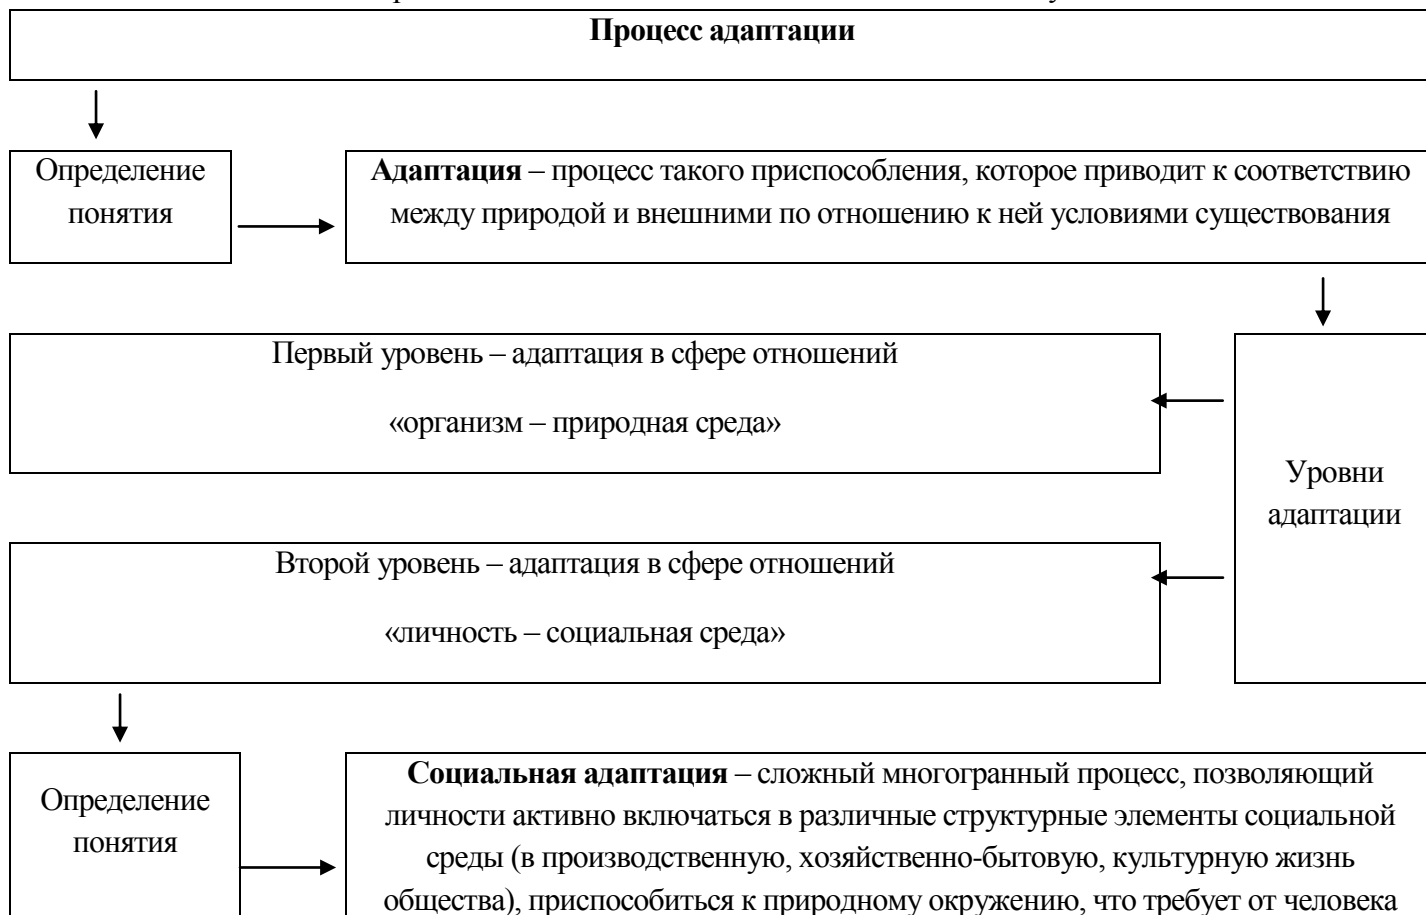 Процесс адаптации
Определение
понятия
Адаптация – процесс такого приспособления, которое приводит к соответствию
между природой и внешними по отношению к ней условиями существования
Первый уровень – адаптация в сфере отношений
«организм – природная среда»
Уровни
адаптации
Второй уровень – адаптация в сфере отношений
«личность – социальная среда»
Определение
понятия
Социальная адаптация – сложный многогранный процесс, позволяющий
личности активно включаться в различные структурные элементы социальной
среды (в производственную, хозяйственно-бытовую, культурную жизнь
общества), приспособиться к природному окружению, что требует от человека